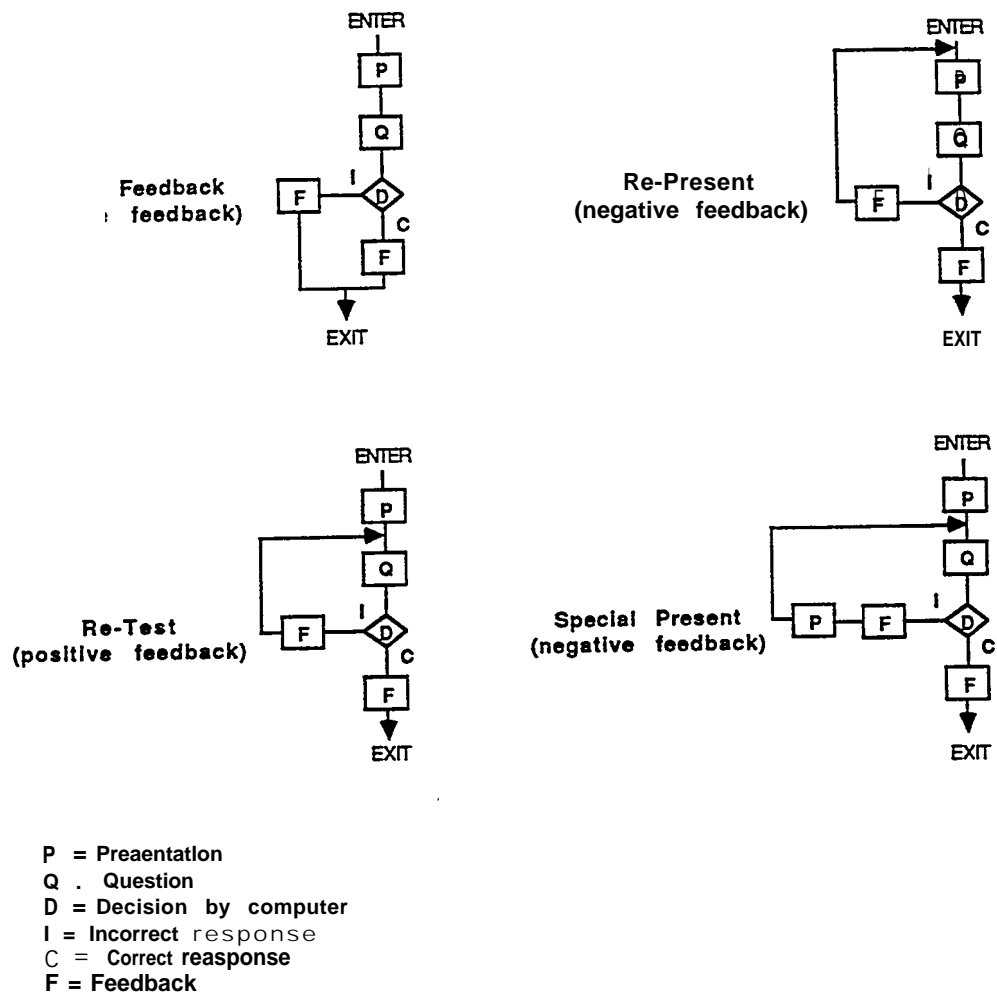 ENTER
P
Q
I
D
F
C
F
EXIT
Feedback
feedback)
ENTER
P
Q
I
D
F
C
F
EXIT
Re-Present
(negative feedback)
ENTER
P
Q
I
D
F
C
F
EXIT
Re-Test
(positive feedback)
ENTER
P
Q
I
D
F
P
C
F
EXIT
Special Present
(negative feedback)
P = PreaentatIon
Q . Question
D = Decision by computer
I = Incorrect response
C = Correct reasponse
F = Feedback